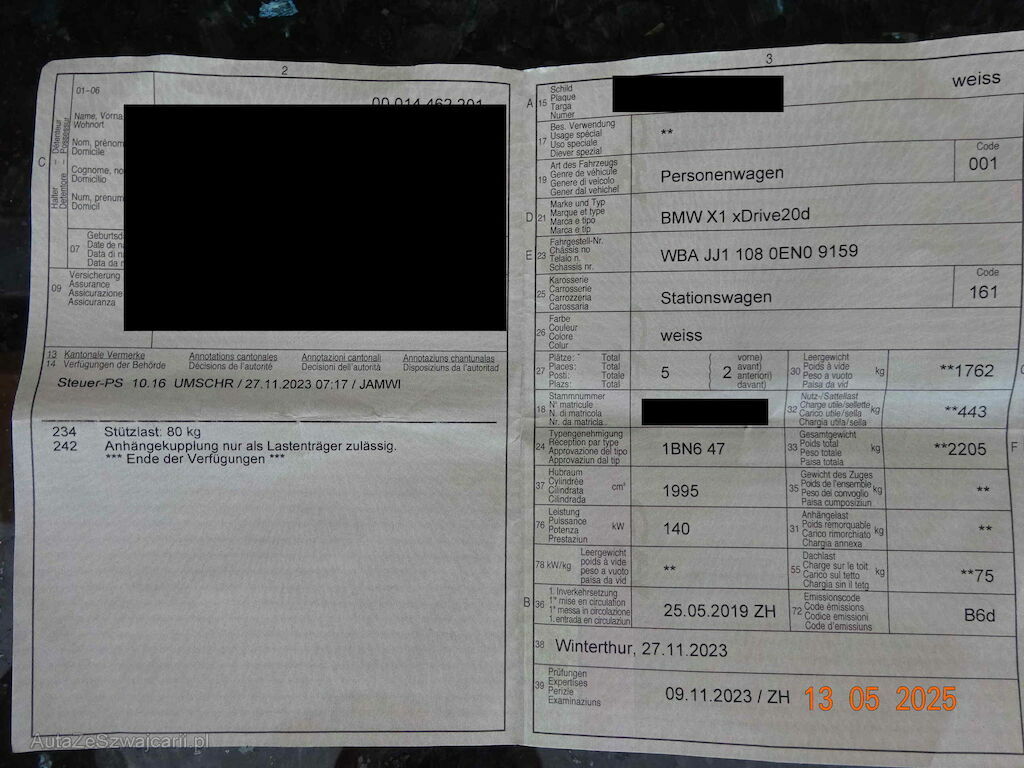 2
01-06
00.014.462.201
Name, Vorna
Wohnort
Nom, prénom
Domicile
Cognome, no
Domicilio
Num, prenum
Domicil
C
Halter
Détenteur
Detentore
Possessur
07
Geburtsd
Date de na
Data di na
Data da n
09
Versicherung
Assurance
Assicurazione
Assicuranza
13 Kantonale Vermerke Annotations cantonales Annotazioni cantonali Annotaziuns chantunalas
14 Verfügungen der Behörde Décisions de l'autorité Decisioni dell'autorità Disposiziuns da l'autoritad
Steuer-PS 10.16 UMSCHR / 27.11.2023 07:17 / JAMWI
234 Stützlast: 80 kg
242 Anhängekupplung nur als Lastenträger zulässig.
*** Ende der Verfügungen ***
3
A 15
Schild
Plaque
Targa
Numer
weiss
17
Bes. Verwendung
Usage spécial
Uso speciale
Diever spezial
**
19
Art des Fahrzeugs
Genre de véhicule
Genere di veicolo
Gener dal vehichel
Personenwagen
Code
001
D 21
Marke und Typ
Marque et type
Marca e tipo
Marca e tip
BMW X1 xDrive20d
E 23
Fahrgestell-Nr.
Châssis no
Telaio n.
Schassis nr.
WBA JJ1 108 0EN0 9159
25
Karosserie
Carrosserie
Carrozzeria
Carossaria
Stationswagen
Code
161
26
Farbe
Couleur
Colore
Colur
weiss
27
Plätze: Total
Places: Total
Posti: Totale
Plazs: Total
5
2
vorne)
avant)
anteriori)
davant)
30
Leergewicht
Poids à vide
Peso a vuoto
Paisa da vid
kg
**1762
18
Stammnummer
N° matricule
N. di matricola
Nr. da matricla
32
Nutz-/Sattellast
Charge utile/sellette
Carico utile/sella
Chargia utila/sella
kg
**443
24
Typengenehmigung
Réception par type
Approvazione del tipo
Approvaziun dal tip
1BN6 47
33
Gesamtgewicht
Poids total
Peso totale
Paisa totala
kg
**2205
F
37
Hubraum
Cylindrée
Cilindrata
Cilindrada
cm³
1995
35
Gewicht des Zuges
Poids de l'ensemble
Peso del convoglio
Paisa cumposiziun
kg
**
76
Leistung
Puissance
Potenza
Prestaziun
kW
140
31
Anhängelast
Poids remorquable
Carico rimorchiato
Chargia annexa
kg
**
78 kW/kg
Leergewicht
poids à vide
peso a vuoto
paisa da vid
**
55
Dachlast
Charge sur le toit
Carico sul tetto
Chargia sin il tetg
kg
**75
B 36
1. Inverkehrsetzung
1re mise en circulation
1a messa in circolazione
1. entrada en circulaziun
25.05.2019 ZH
72
Emissionscode
Code émissions
Codice emissioni
Code d'emissiuns
B6d
38
Winterthur, 27.11.2023
39
Prüfungen
Expertises
Perizie
Examinaziuns
09.11.2023 / ZH
13 05 2025
AutaZeSzwajcarii.pl